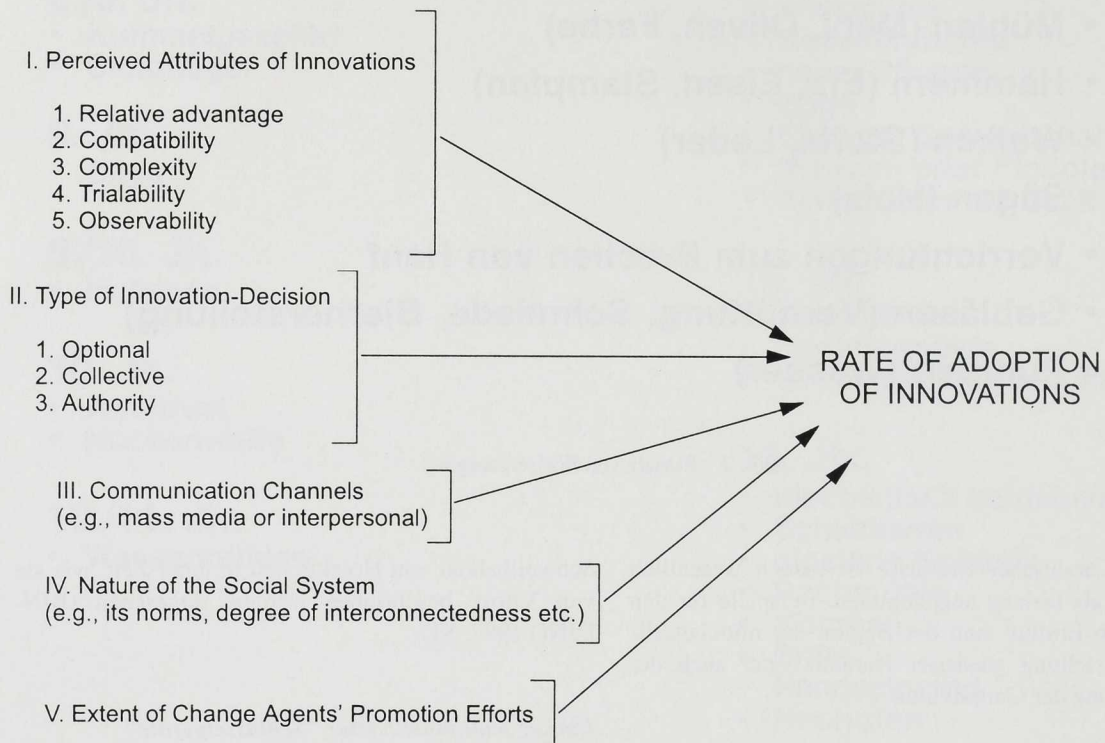 I. Perceived Attributes of Innovations
1. Relative advantage
2. Compatibility
3. Complexity
4. Trialability
5. Observability
II. Type of Innovation-Decision
1. Optional
2. Collective
3. Authority
III. Communication Channels
(e.g., mass media or interpersonal)
IV. Nature of the Social System
(e.g., its norms, degree of interconnectedness etc.)
V. Extent of Change Agents' Promotion Efforts
RATE OF ADOPTION
OF INNOVATIONS